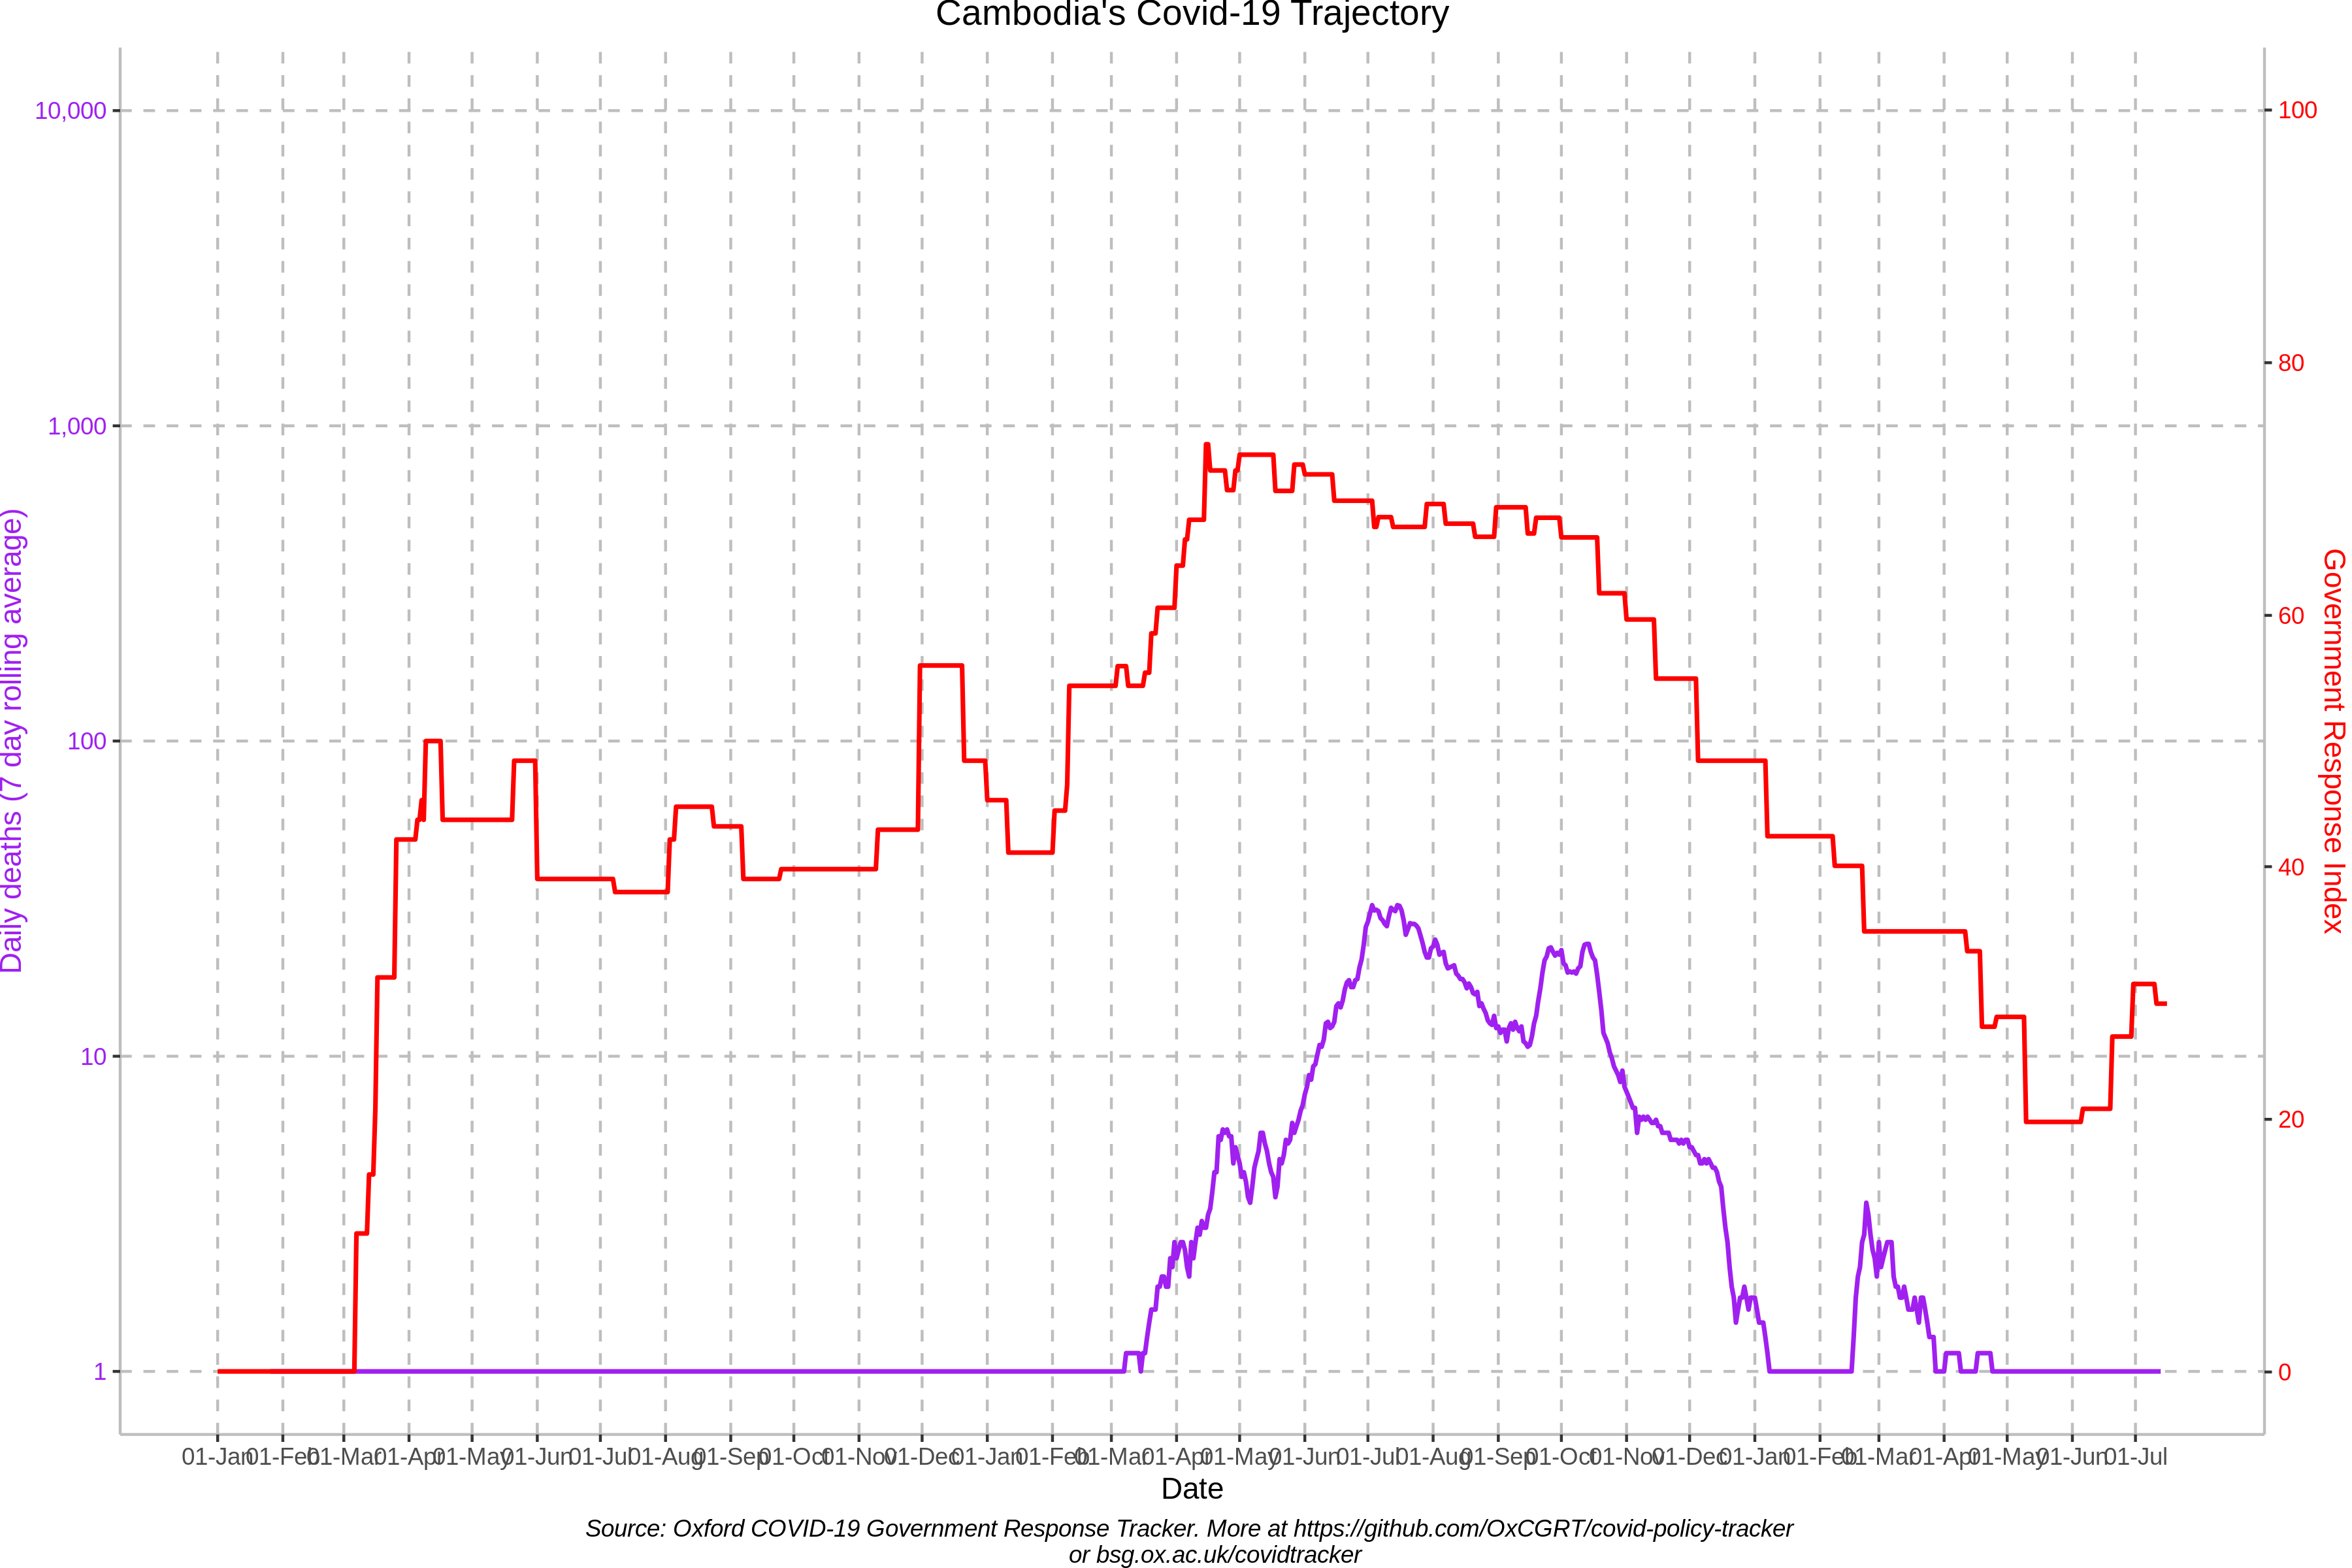 Cambodia's Covid-19 Trajectory
10,000
1,000
100
10
1
Daily deaths (7 day rolling average)
100
80
60
40
20
0
Government Response Index
01-Jan 01-Feb 01-Mar 01-Apr 01-May 01-Jun 01-Jul 01-Aug 01-Sep 01-Oct 01-Nov 01-Dec 01-Jan 01-Feb 01-Mar 01-Apr 01-May 01-Jun 01-Jul 01-Aug 01-Sep 01-Oct 01-Nov 01-Dec 01-Jan 01-Feb 01-Mar 01-Apr 01-May 01-Jun 01-Jul
Date
Source: Oxford COVID-19 Government Response Tracker. More at https://github.com/OxCGRT/covid-policy-tracker
or bsg.ox.ac.uk/covidtracker